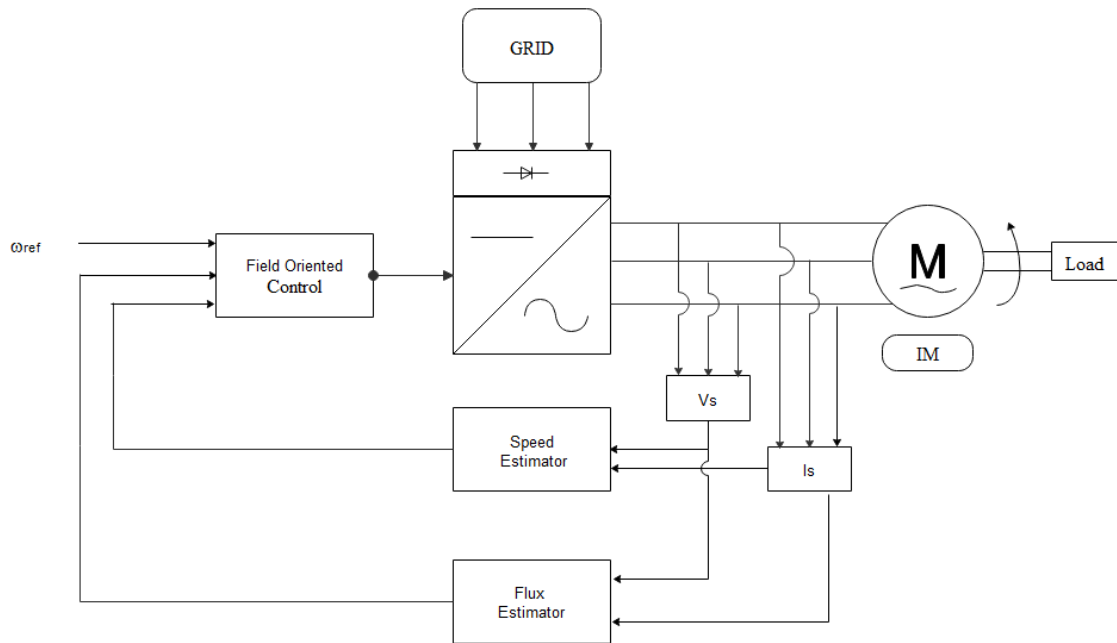 GRID
ωref
Field Oriented
Control
M
Load
IM
Vs
Speed
Estimator
Is
Flux
Estimator